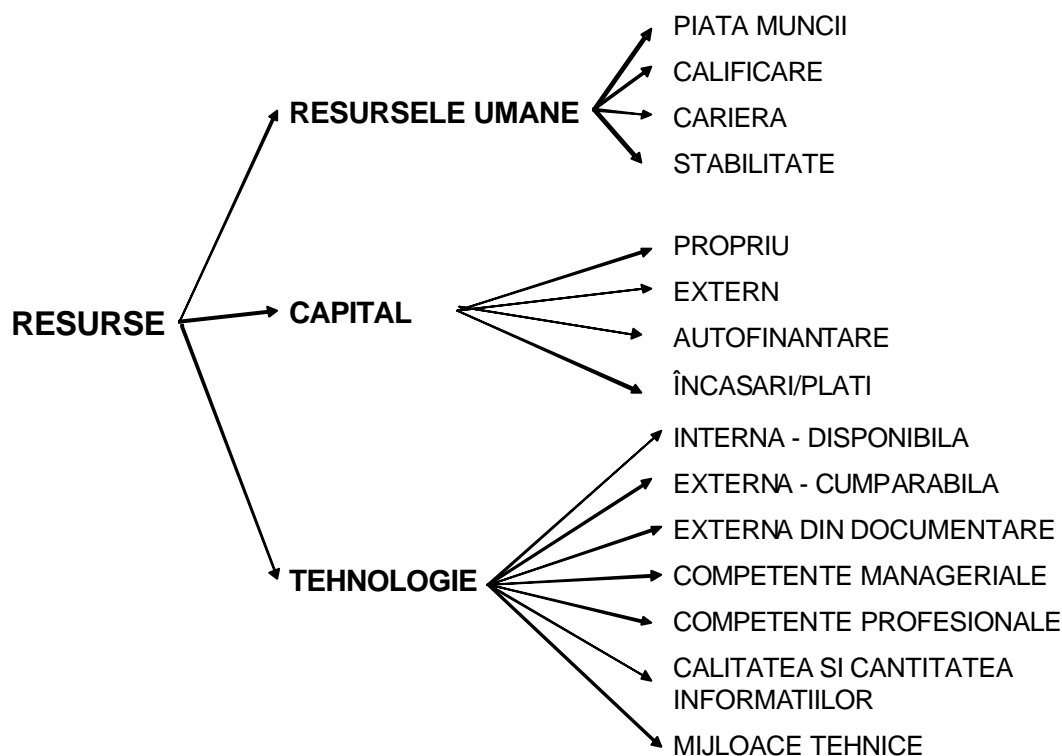 PIATA MUNCII
CALIFICARE
RESURSELE UMANE
CARIERA
STABILITATE
PROPRIU
EXTERN
CAPITAL
RESURSE
AUTOFINANTARE
ÎNCASARI/PLATI
INTERNA - DISPONIBILA
EXTERNA - CUMPARABILA
EXTERNA DIN DOCUMENTARE
TEHNOLOGIE
COMPETENTE MANAGERIALE
COMPETENTE PROFESIONALE
CALITATEA SI CANTITATEA
INFORMATIILOR
MIJLOACE TEHNICE